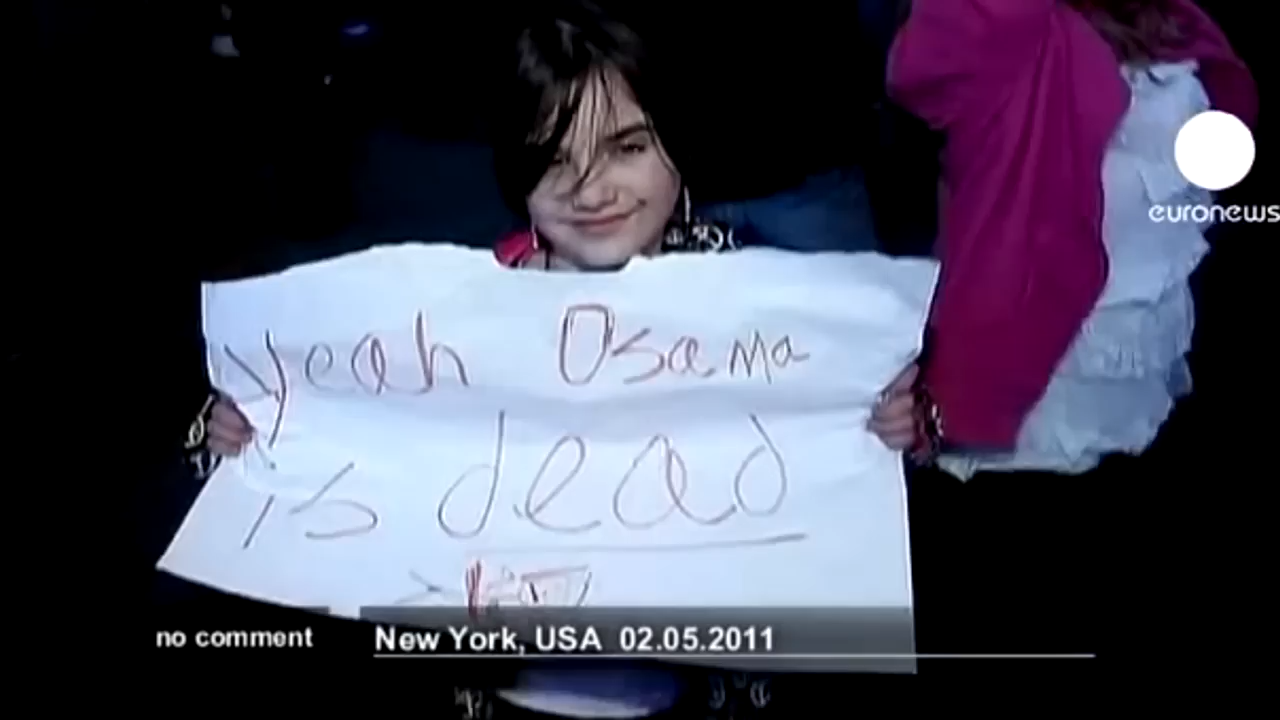 euronews
yeah Osama
is dead
no comment
New York, USA 02.05.2011